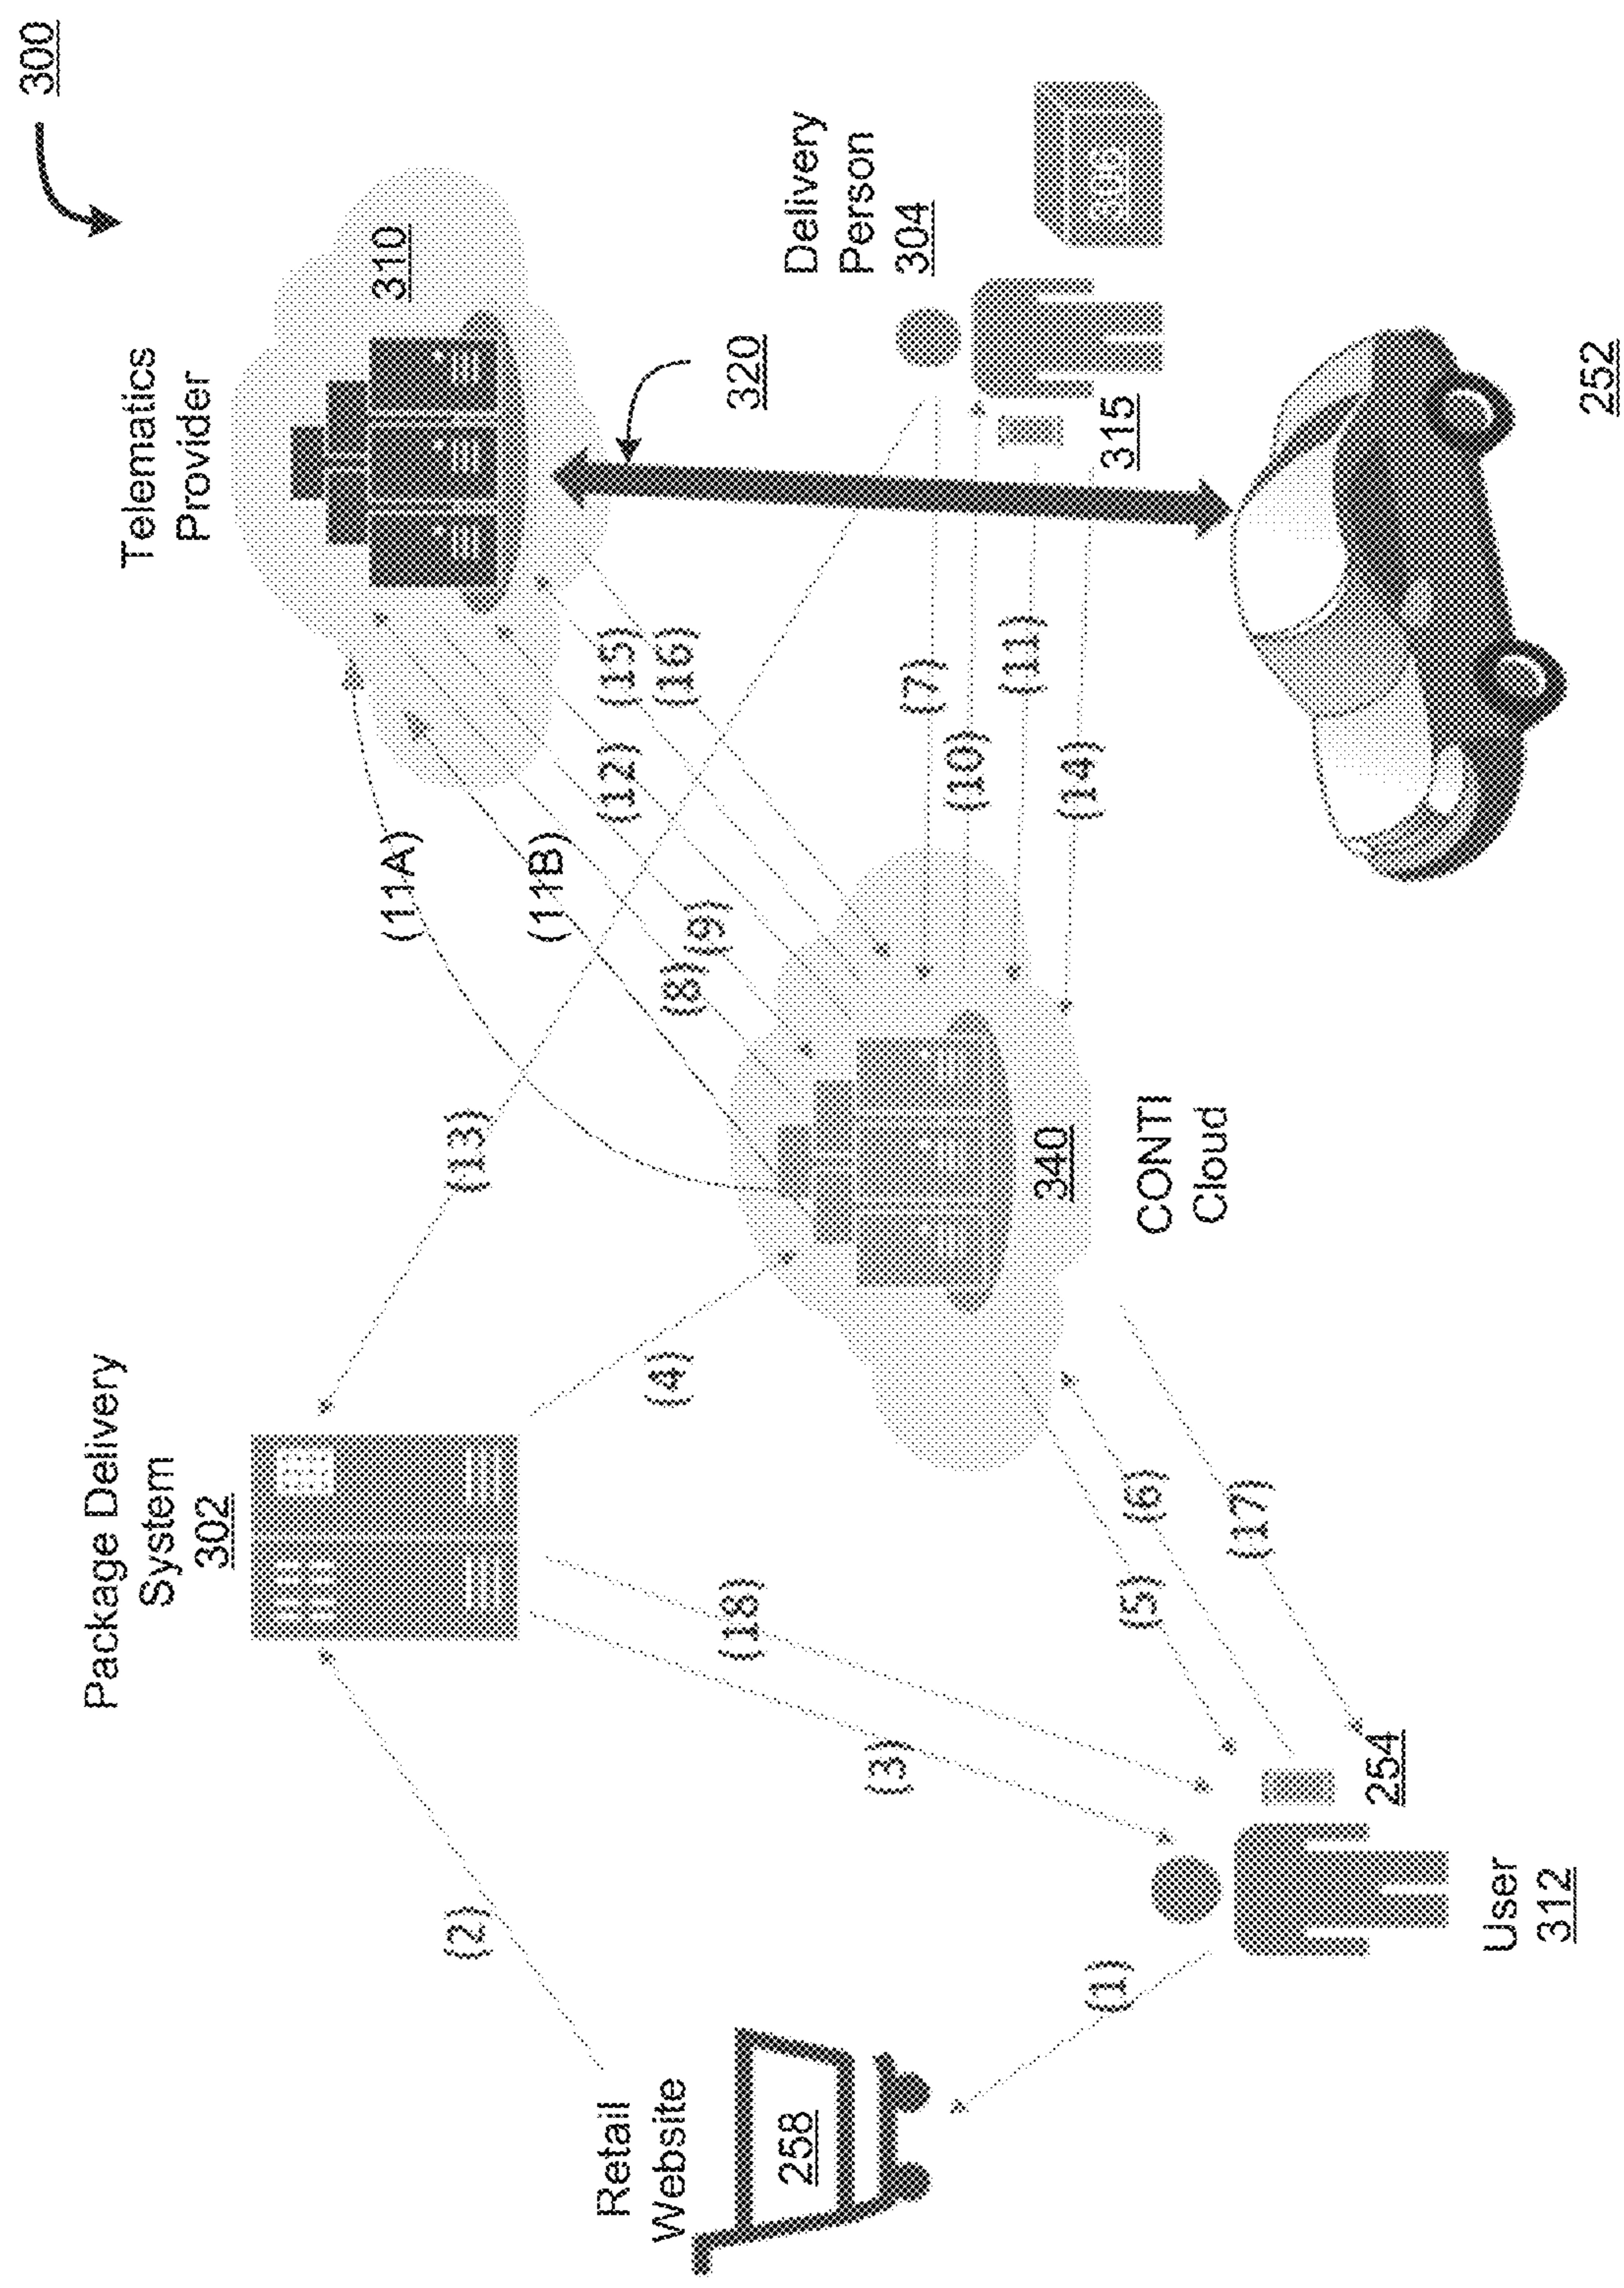 300
Telematics
Provider
310
320
Delivery
Person
304
306
315
252
Package Delivery
System
302
(11A)
(11B)
(13)
(12)
(15)
(16)
(8)
(9)
(7)
(10)
(11)
(14)
(4)
340
CONTI
Cloud
(2)
(18)
(3)
(6)
(5)
(17)
(1)
Retail
Website
258
254
User
312